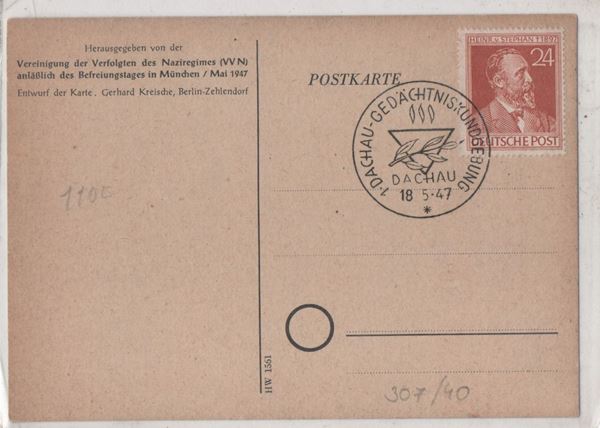 Herausgegeben von der
Vereinigung der Verfolgten des Naziregimes (VVN)
anläßlich des Befreiungstages in München / Mai 1947
Entwurf der Karte. Gerhard Kreische, Berlin-Zehlendorf
POSTKARTE
HEINR. v. STEPHAN † 1897
24
DEUTSCHE POST
1. DACHAU-GEDÄCHTNISKUNDGEBUNG
DACHAU
18 5.47
*
1100
HW 1561
307/40